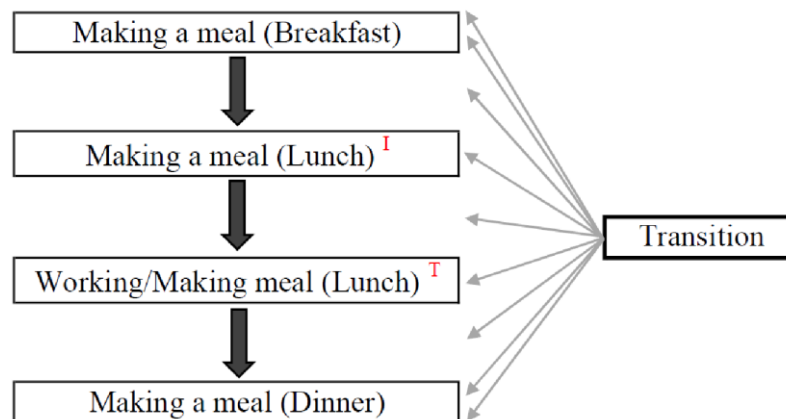 Making a meal (Breakfast)
Making a meal (Lunch) I
Transition
Working/Making meal (Lunch) T
Making a meal (Dinner)